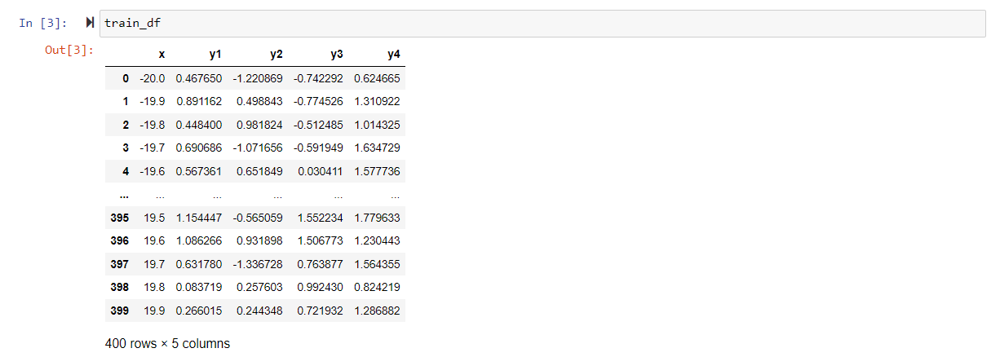 In [3]: train_df
Out[3]:
x y1 y2 y3 y4
0 -20.0 0.467650 -1.220869 -0.742292 0.624665
1 -19.9 0.891162 0.498843 -0.774526 1.310922
2 -19.8 0.448400 0.981824 -0.512485 1.014325
3 -19.7 0.690686 -1.071656 -0.591949 1.634729
4 -19.6 0.567361 0.651849 0.030411 1.577736
... ... ... ... ... ...
395 19.5 1.154447 -0.565059 1.552234 1.779633
396 19.6 1.086266 0.931898 1.506773 1.230443
397 19.7 0.631780 -1.336728 0.763877 1.564355
398 19.8 0.083719 0.257603 0.992430 0.824219
399 19.9 0.266015 0.244348 0.721932 1.286882
400 rows × 5 columns